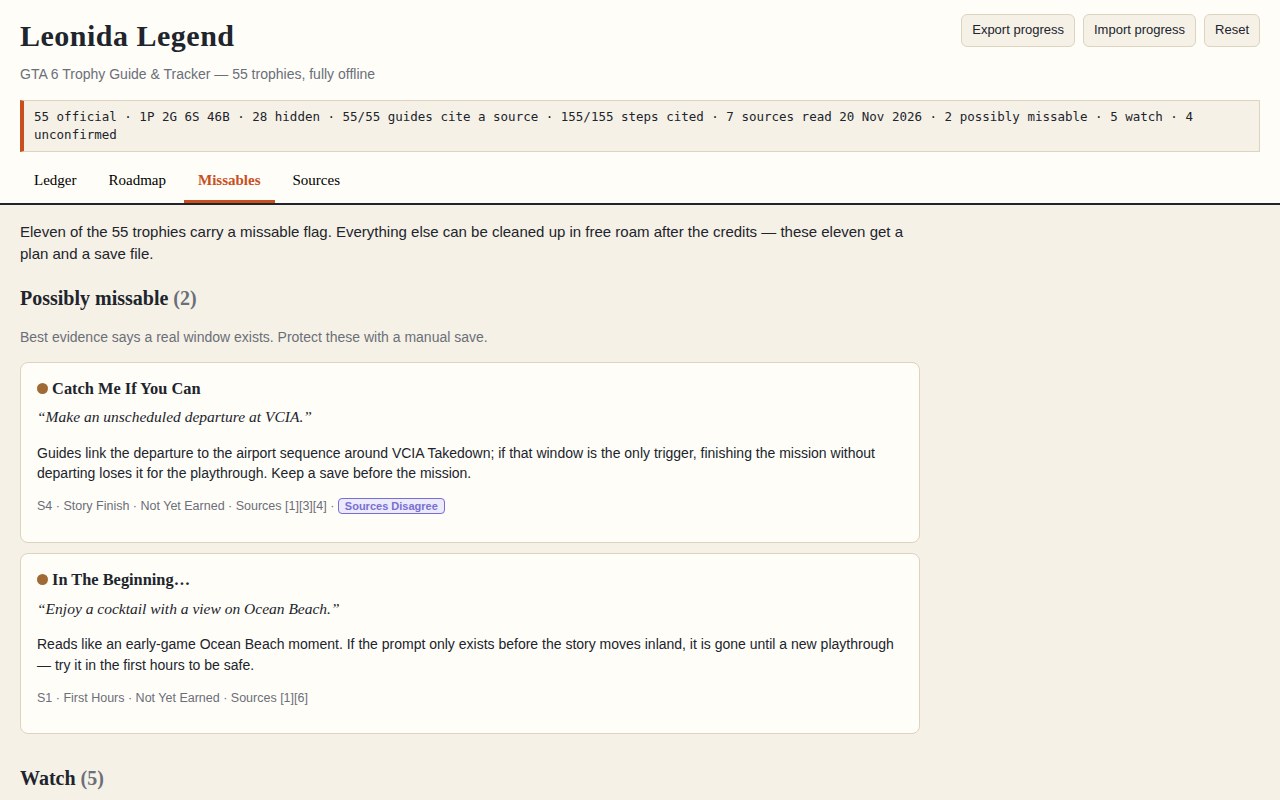 Leonida Legend
Export progress
Import progress
Reset
GTA 6 Trophy Guide & Tracker — 55 trophies, fully offline
55 official · 1P 2G 6S 46B · 28 hidden · 55/55 guides cite a source · 155/155 steps cited · 7 sources read 20 Nov 2026 · 2 possibly missable · 5 watch · 4
unconfirmed
Ledger
Roadmap
Missables
Sources
Eleven of the 55 trophies carry a missable flag. Everything else can be cleaned up in free roam after the credits — these eleven get a
plan and a save file.
Possibly missable (2)
Best evidence says a real window exists. Protect these with a manual save.
Catch Me If You Can
“Make an unscheduled departure at VCIA.”
Guides link the departure to the airport sequence around VCIA Takedown; if that window is the only trigger, finishing the mission without
departing loses it for the playthrough. Keep a save before the mission.
S4 · Story Finish · Not Yet Earned · Sources [1][3][4] · Sources Disagree
In The Beginning…
“Enjoy a cocktail with a view on Ocean Beach.”
Reads like an early-game Ocean Beach moment. If the prompt only exists before the story moves inland, it is gone until a new playthrough
— try it in the first hours to be safe.
S1 · First Hours · Not Yet Earned · Sources [1][6]
Watch (5)